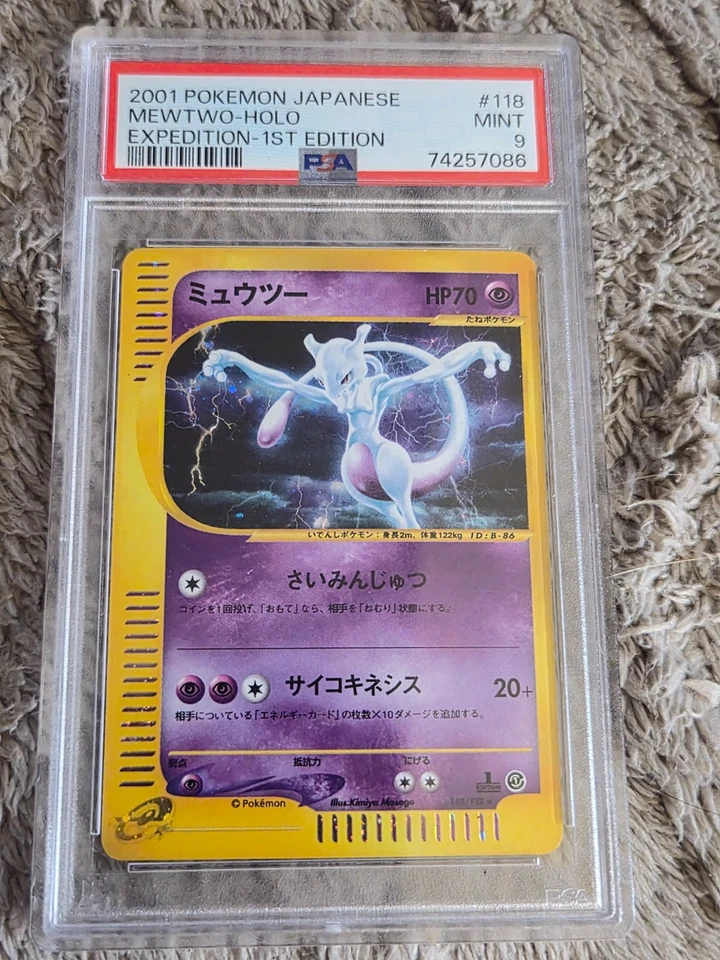 2001 POKEMON JAPANESE #118
MEWTWO-HOLO MINT
EXPEDITION-1ST EDITION 9
PSA 74257086
ミュウツー HP70
たねポケモン
いでんしポケモン：身長2m、体重122kg ID:B-86
さいみんじゅつ
コインを1回投げ、「おもて」なら、相手を「ねむり」状態にする。
サイコキネシス 20+
相手についている「エネルギーカード」の枚数×10ダメージを追加する。
弱点 抵抗力 にげる
1
EDITION
©Pokémon Illus.Kimiya Masago
PSA